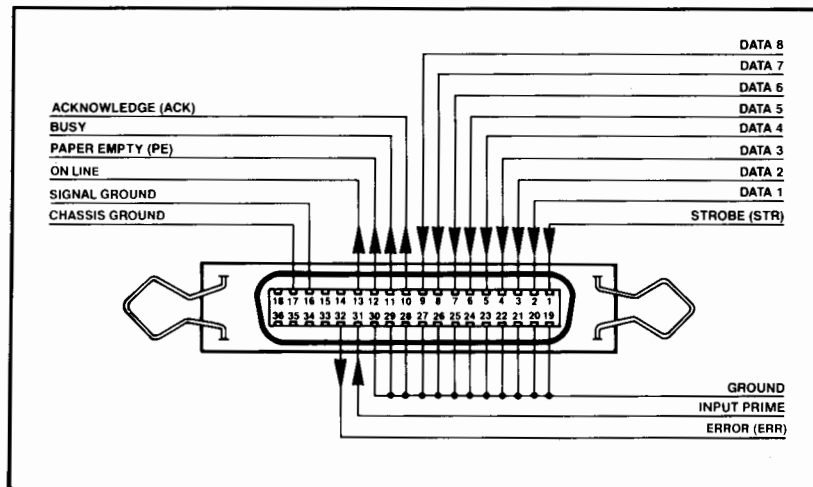 DATA 8
DATA 7
DATA 6
DATA 5
DATA 4
DATA 3
DATA 2
DATA 1
STROBE (STR)
ACKNOWLEDGE (ACK)
BUSY
PAPER EMPTY (PE)
ON LINE
SIGNAL GROUND
CHASSIS GROUND
18 17 16 15 14 13 12 11 10 9 8 7 6 5 4 3 2 1
36 35 34 33 32 31 30 29 28 27 26 25 24 23 22 21 20 19
GROUND
INPUT PRIME
ERROR (ERR)